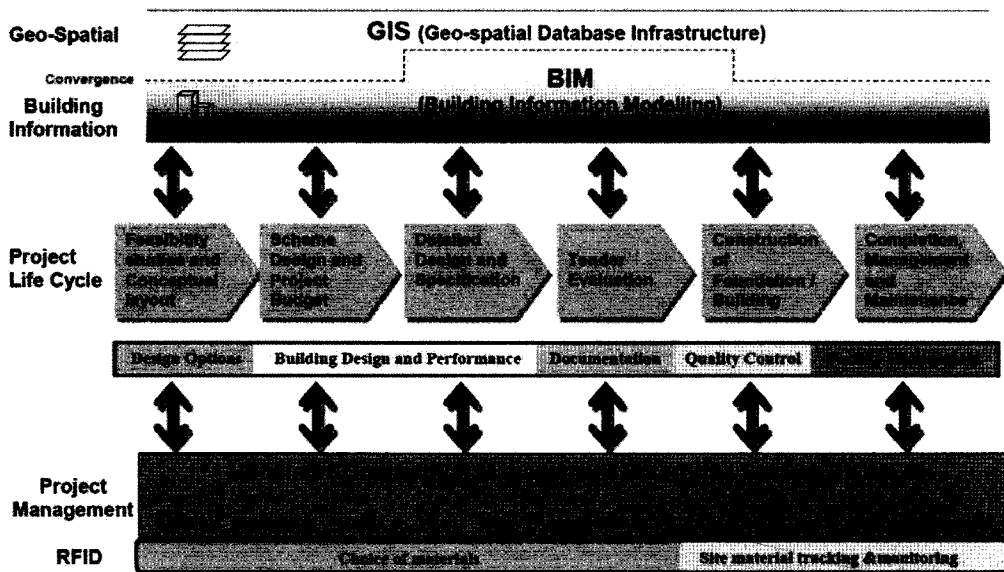 Geo-Spatial
GIS (Geo-spatial Database Infrastructure)
Convergence
BIM
Building
Information
(Building Information Modelling)
Project
Life Cycle
Feasibility
studies and
Conceptual
layout
Scheme
Design and
Project
Budget
Detailed
Design and
Specification
Tender
Evaluation
Construction
of
Foundation /
Building
Completion,
Management
and
Maintenance
Design Options
Building Design and Performance
Documentation
Quality Control
Project
Management
RFID
Choice of materials
Site material tracking &monitoring